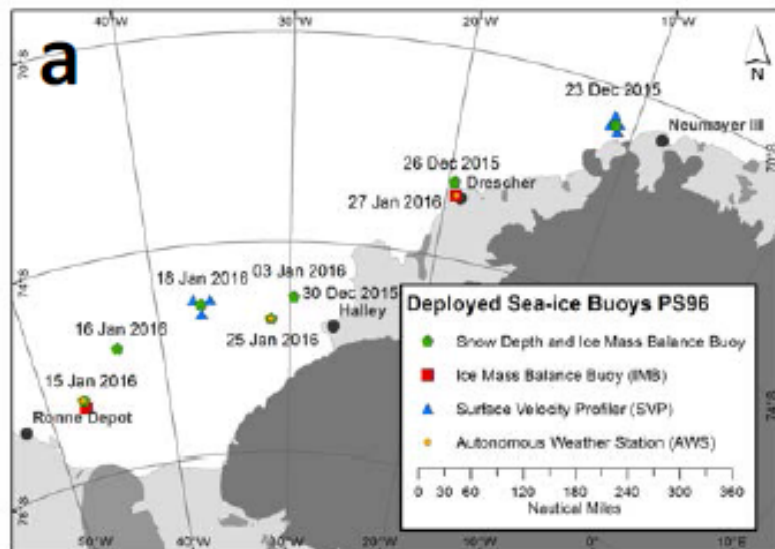 40°W
30°W
20°W
a
70°S
N
23 Dec 2015
Neumayer III
70°S
26 Dec 2015
Drescher
27 Jan 2016
74°S
18 Jan 2016
03 Jan 2016
30 Dec 2015
Halley
16 Jan 2016
25 Jan 2016
15 Jan 2016
Ronne Depot
Deployed Sea-ice Buoys PS96
Snow Depth and Ice Mass Balance Buoy
Ice Mass Balance Buoy (IMB)
Surface Velocity Profiler (SVP)
Autonomous Weather Station (AWS)
0 30 60 120 180 240 300 360
Nautical Miles
74°S
78°S
50°W
40°W
30°W
20°W
10°W
0°
10°E